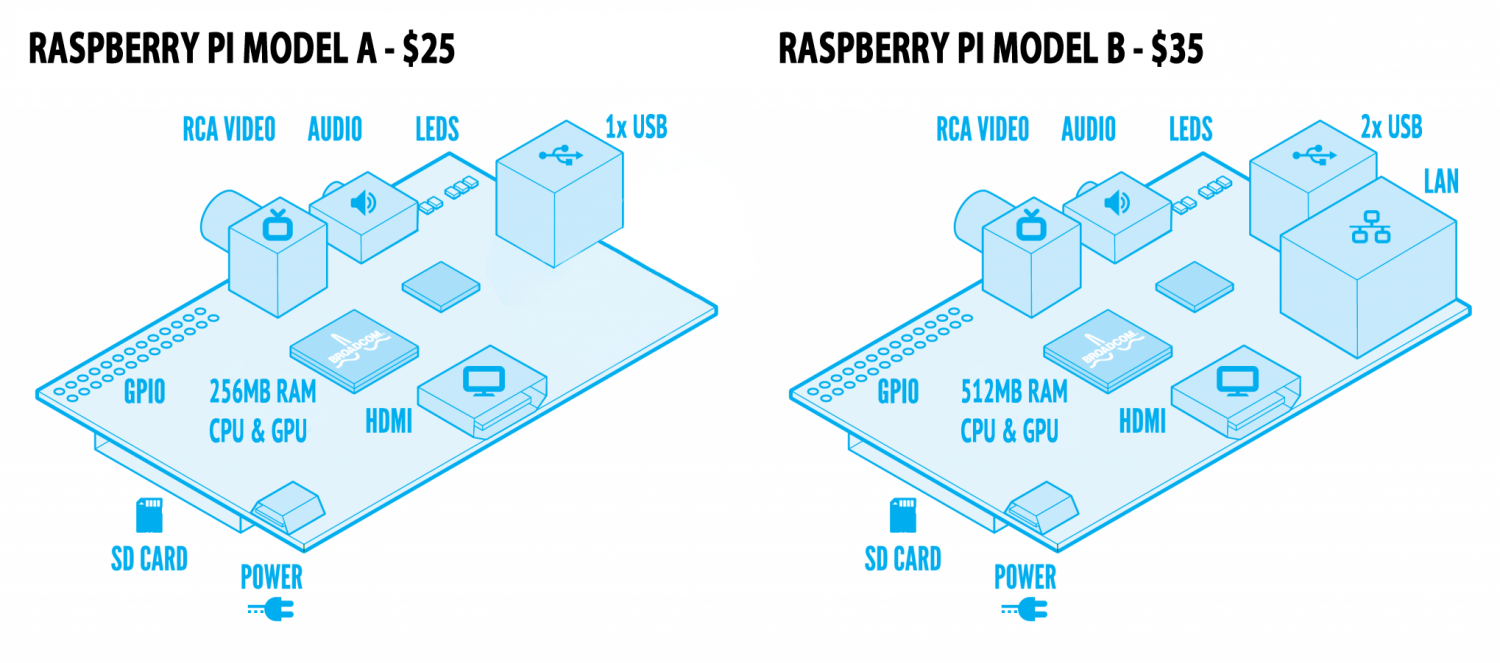 RASPBERRY PI MODEL A - $25
RCA VIDEO
AUDIO
LEDS
1x USB
BROADCOM
GPIO
256MB RAM
CPU & GPU
HDMI
SD CARD
POWER
RASPBERRY PI MODEL B - $35
RCA VIDEO
AUDIO
LEDS
2x USB
LAN
BROADCOM
GPIO
512MB RAM
CPU & GPU
HDMI
SD CARD
POWER